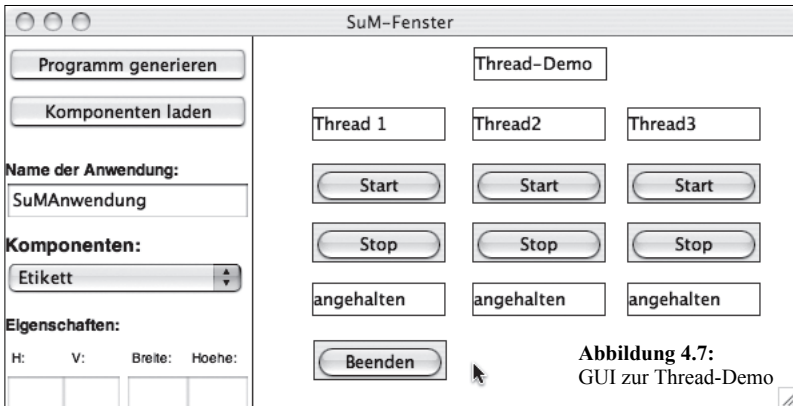 SuM-Fenster
Programm generieren
Komponenten laden
Name der Anwendung:
SuMAnwendung
Komponenten:
Etikett
Eigenschaften:
H: V: Breite: Hoehe:
Thread-Demo
Thread 1 Thread2 Thread3
Start Start Start
Stop Stop Stop
angehalten angehalten angehalten
Beenden
Abbildung 4.7:
GUI zur Thread-Demo